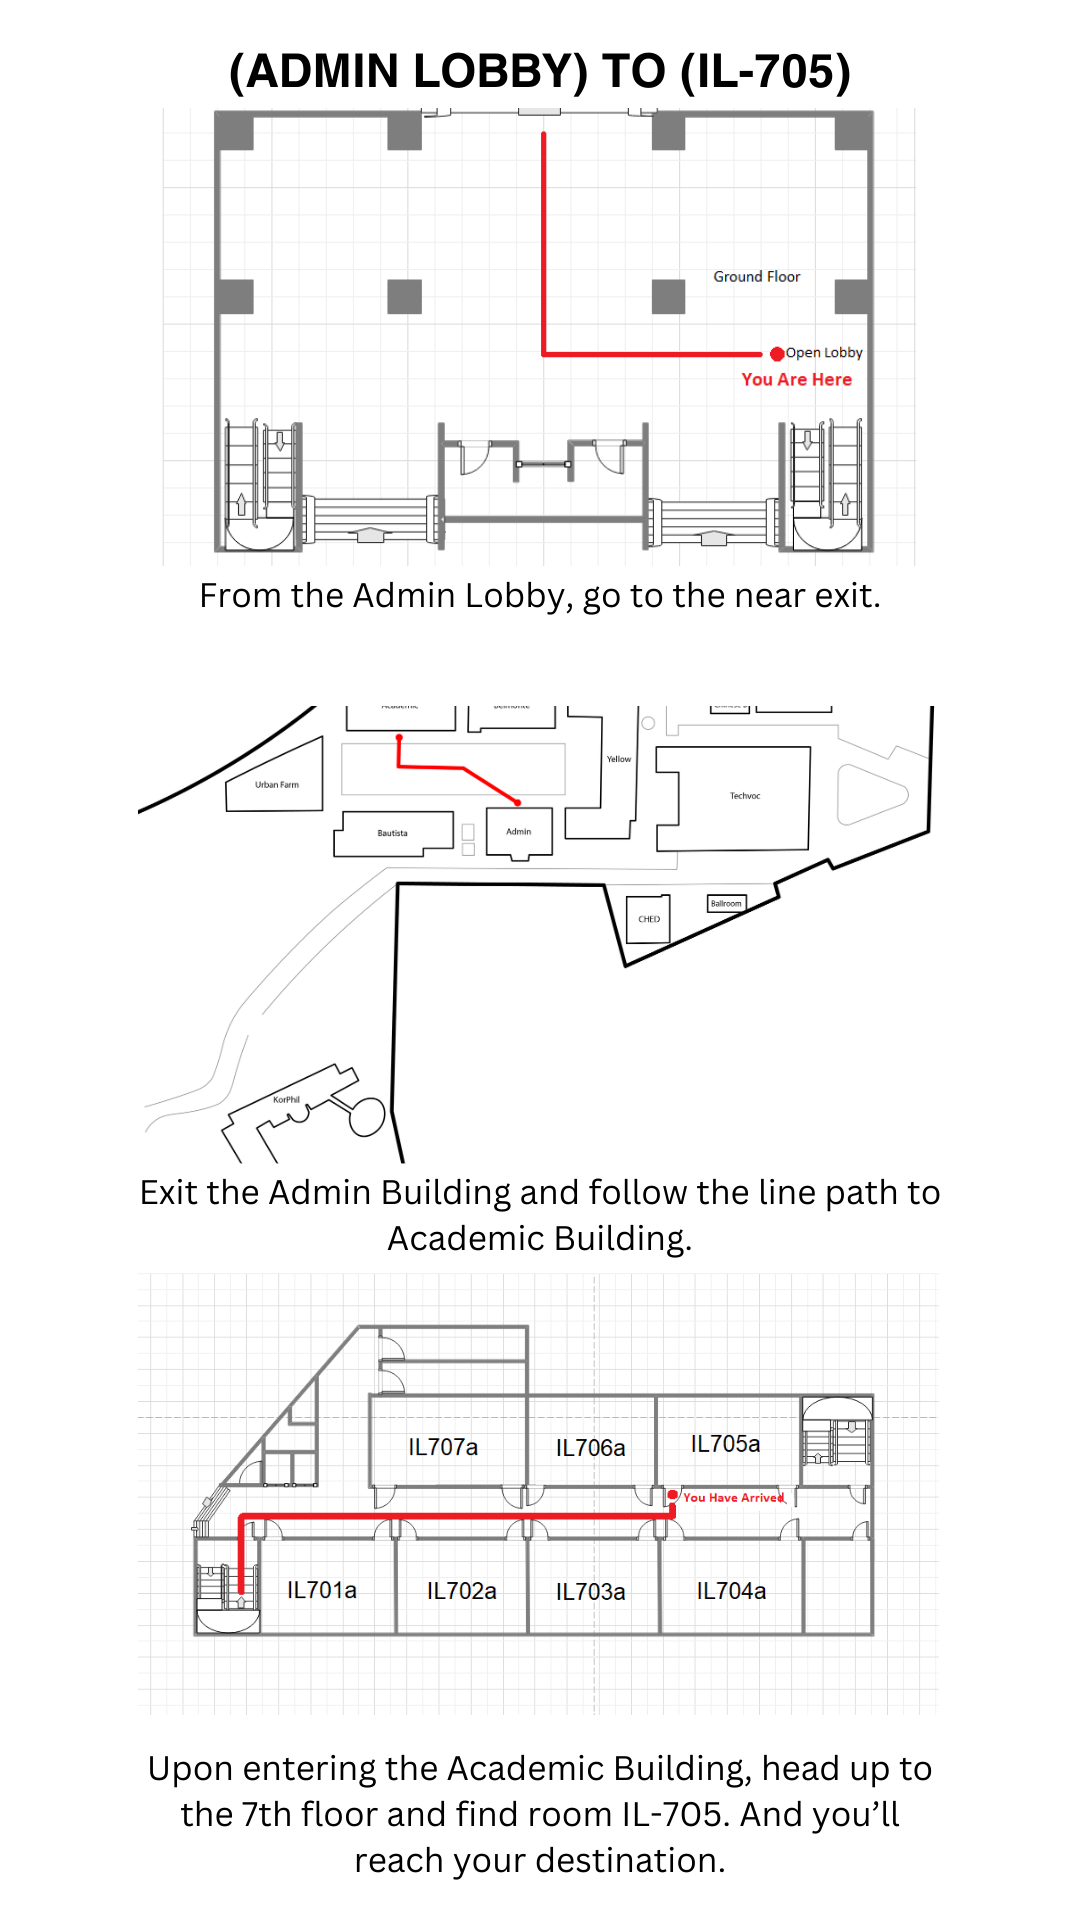 (ADMIN LOBBY) TO (IL-705)
Ground Floor
Open Lobby
You Are Here
From the Admin Lobby, go to the near exit.
Academic
Belmonte
Yellow
Urban Farm
Techvoc
Bautista
Admin
CHED
Ballroom
KorPhil
Exit the Admin Building and follow the line path to
Academic Building.
IL707a
IL706a
IL705a
You Have Arrived
IL701a
IL702a
IL703a
IL704a
Upon entering the Academic Building, head up to
the 7th floor and find room IL-705. And you’ll
reach your destination.